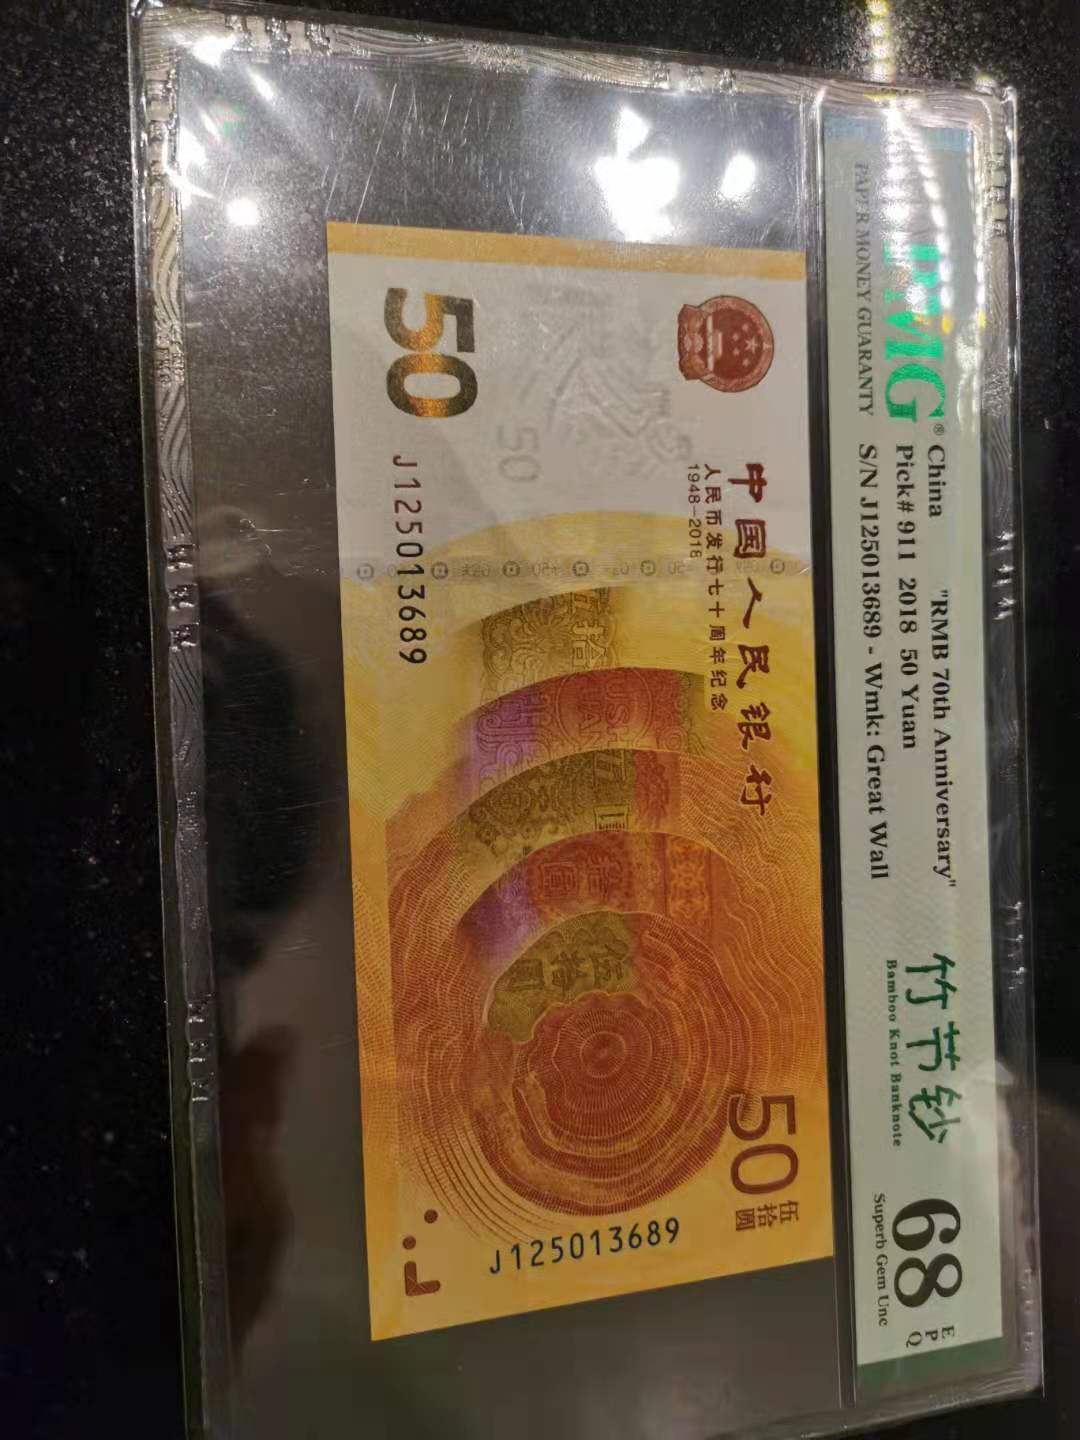 PMG®
PAPER MONEY GUARANTY
China "RMB 70th Anniversary"
Pick# 911 2018 50 Yuan
S/N J125013689 - Wmk: Great Wall
竹节钞
Bamboo Knot Banknote
68
EPQ
Superb Gem Unc
中国人民银行
人民币发行七十周年纪念
1948-2018
50
50
J125013689
50
伍拾圆
J125013689